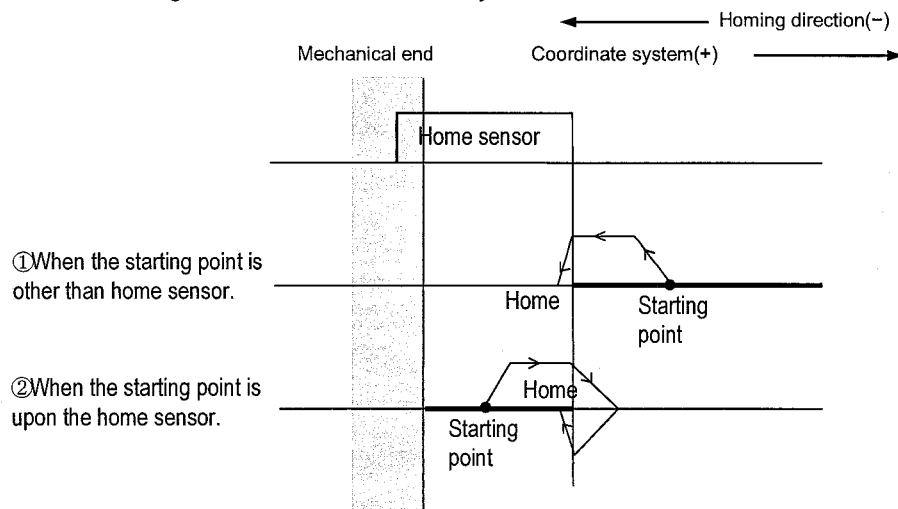 Homing direction(−)
Mechanical end
Coordinate system(+)
Home sensor
①When the starting point is
other than home sensor.
Home
Starting
point
②When the starting point is
upon the home sensor.
Home
Starting
point